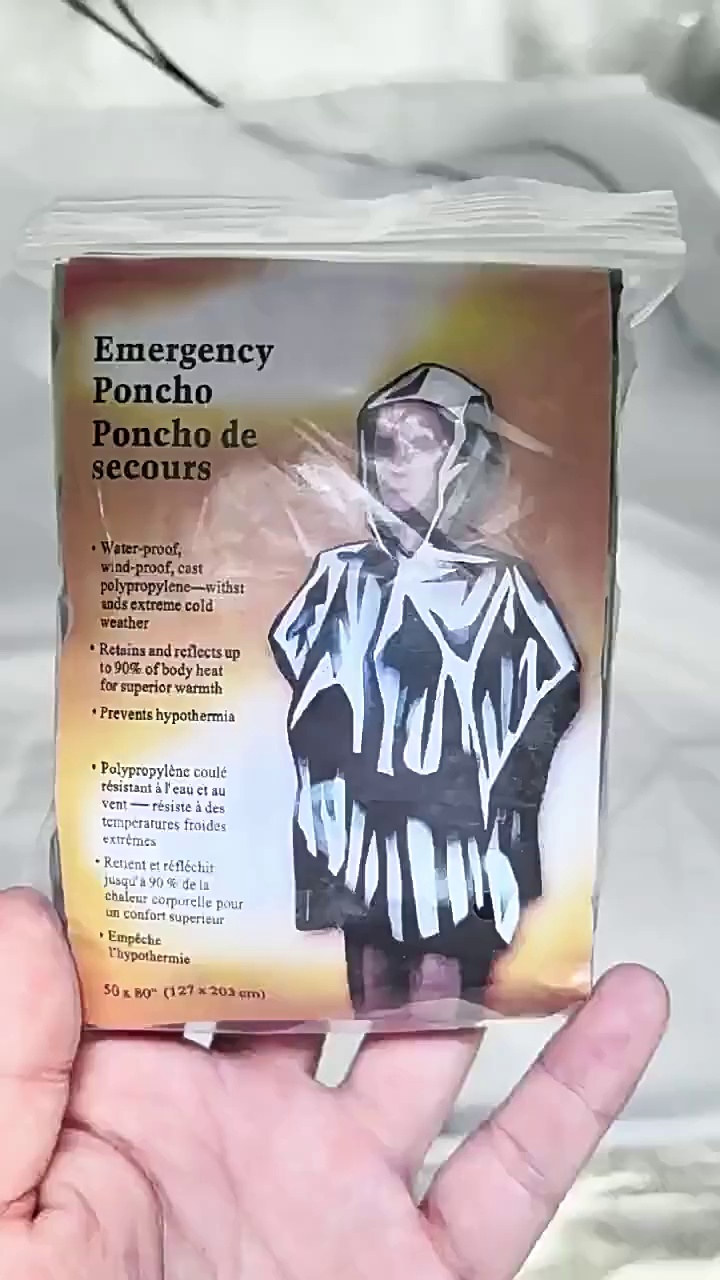 Emergency
Poncho
Poncho de
secours
• Water-proof,
wind-proof, cast
polypropylene—withst
ands extreme cold
weather
• Retains and reflects up
to 90% of body heat
for superior warmth
• Prevents hypothermia
• Polypropylène coulé
résistant à l'eau et au
vent — résiste à des
températures froides
extrêmes
• Retient et réfléchit
jusqu'à 90 % de la
chaleur corporelle pour
un confort superieur
• Empêche
l'hypothermie
50 x 80" (127 x 203 cm)